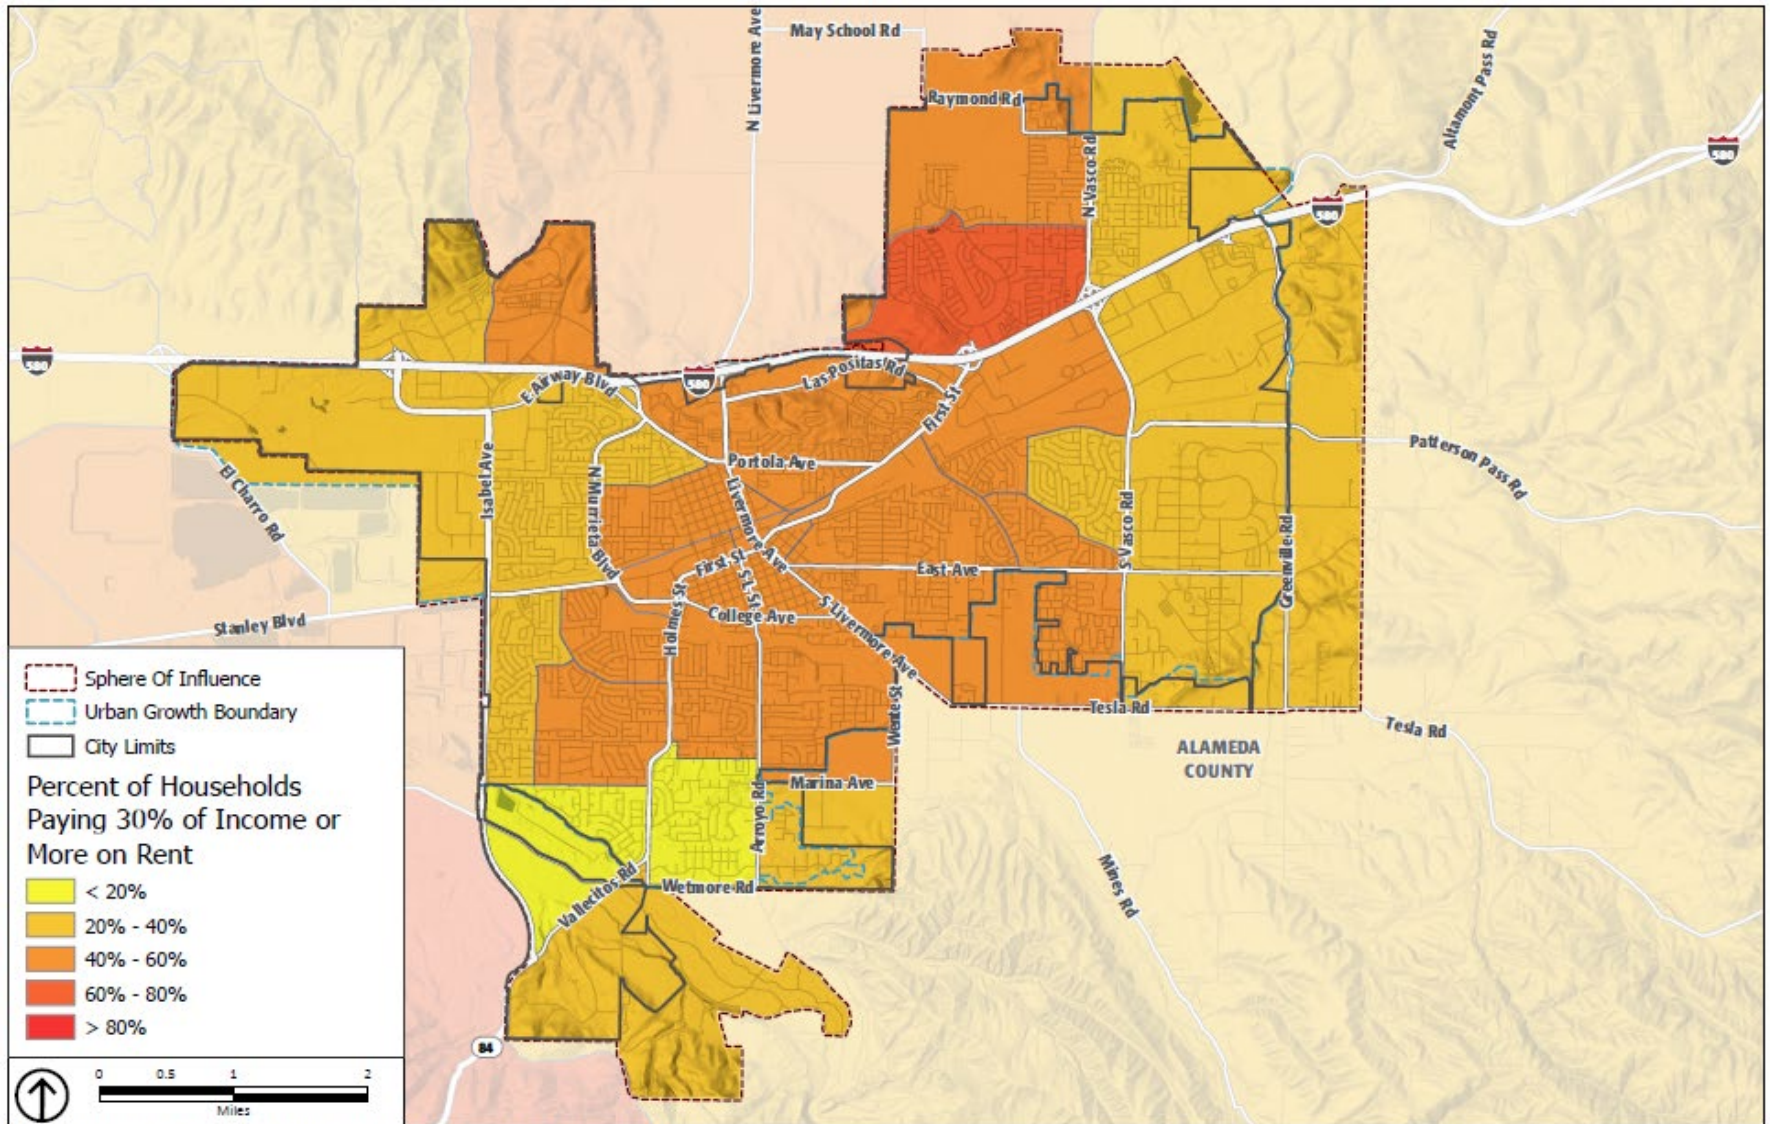 May School Rd
N Livermore Ave
Raymond Rd
N Vasco Rd
Altamont Pass Rd
580
580
580
580
E Airway Blvd
Las Positas Rd
First St
Portola Ave
Isabel Ave
N Murrieta Blvd
Livermore Ave
El Charro Rd
Patterson Pass Rd
S Vasco Rd
Greenville Rd
First St
East Ave
S L St
Holmes St
College Ave
S Livermore Ave
Stanley Blvd
Wente St
Tesla Rd
Tesla Rd
ALAMEDA
COUNTY
Marina Ave
Arroyo Rd
Mines Rd
Vallecitos Rd
Wetmore Rd
84
Sphere Of Influence
Urban Growth Boundary
City Limits
Percent of Households
Paying 30% of Income or
More on Rent
< 20%
20% - 40%
40% - 60%
60% - 80%
> 80%
0 0.5 1 2
Miles